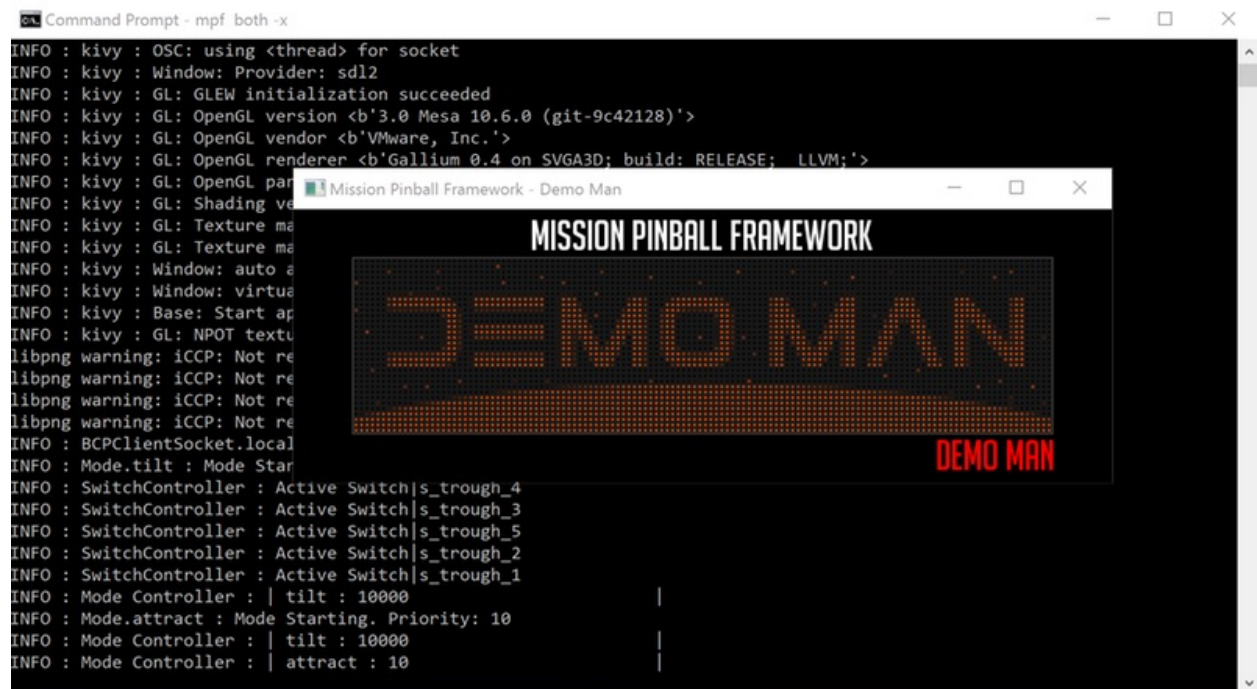 Command Prompt - mpf both -x
INFO : kivy : OSC: using <thread> for socket
INFO : kivy : Window: Provider: sdl2
INFO : kivy : GL: GLEW initialization succeeded
INFO : kivy : GL: OpenGL version <b'3.0 Mesa 10.6.0 (git-9c42128)'>
INFO : kivy : GL: OpenGL vendor <b'VMware, Inc.'>
INFO : kivy : GL: OpenGL renderer <b'Gallium 0.4 on SVGA3D; build: RELEASE;  LLVM;'>
INFO : kivy : GL: OpenGL par
INFO : kivy : GL: Shading ve
INFO : kivy : GL: Texture ma
INFO : kivy : GL: Texture ma
INFO : kivy : Window: auto a
INFO : kivy : Window: virtua
INFO : kivy : Base: Start ap
INFO : kivy : GL: NPOT textu
libpng warning: iCCP: Not re
libpng warning: iCCP: Not re
libpng warning: iCCP: Not re
libpng warning: iCCP: Not re
INFO : BCPClientSocket.local
INFO : Mode.tilt : Mode Star
INFO : SwitchController : Active Switch|s_trough_4
INFO : SwitchController : Active Switch|s_trough_3
INFO : SwitchController : Active Switch|s_trough_5
INFO : SwitchController : Active Switch|s_trough_2
INFO : SwitchController : Active Switch|s_trough_1
INFO : Mode Controller : | tilt : 10000 |
INFO : Mode.attract : Mode Starting. Priority: 10
INFO : Mode Controller : | tilt : 10000 |
INFO : Mode Controller : | attract : 10 |
Mission Pinball Framework - Demo Man
MISSION PINBALL FRAMEWORK
DEMO MAN
DEMO MAN